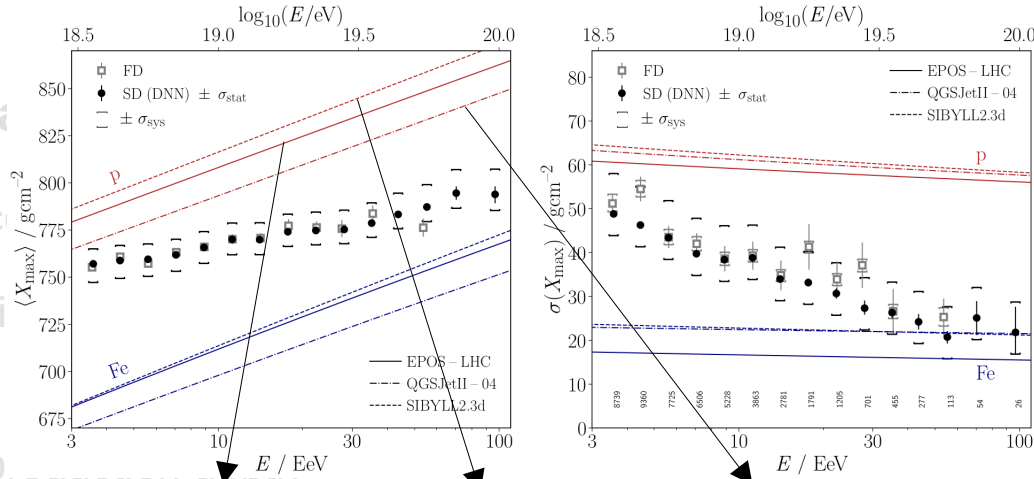 log₁₀(E/eV)
18.5 19.0 19.5 20.0
850
825
800
775
750
725
700
675
⟨Xmax⟩ / gcm⁻²
FD
SD (DNN) ± σstat
± σsys
p
Fe
EPOS – LHC
QGSJetII – 04
SIBYLL2.3d
3 10 30 100
E / EeV
log₁₀(E/eV)
18.5 19.0 19.5 20.0
80
70
60
50
40
30
20
10
0
σ(Xmax) / gcm⁻²
FD
SD (DNN) ± σstat
± σsys
EPOS – LHC
QGSJetII – 04
SIBYLL2.3d
p
Fe
8739 9360 7725 6506 5228 3863 2781 1791 1205 701 455 277 113 54 26
3 10 30 100
E / EeV